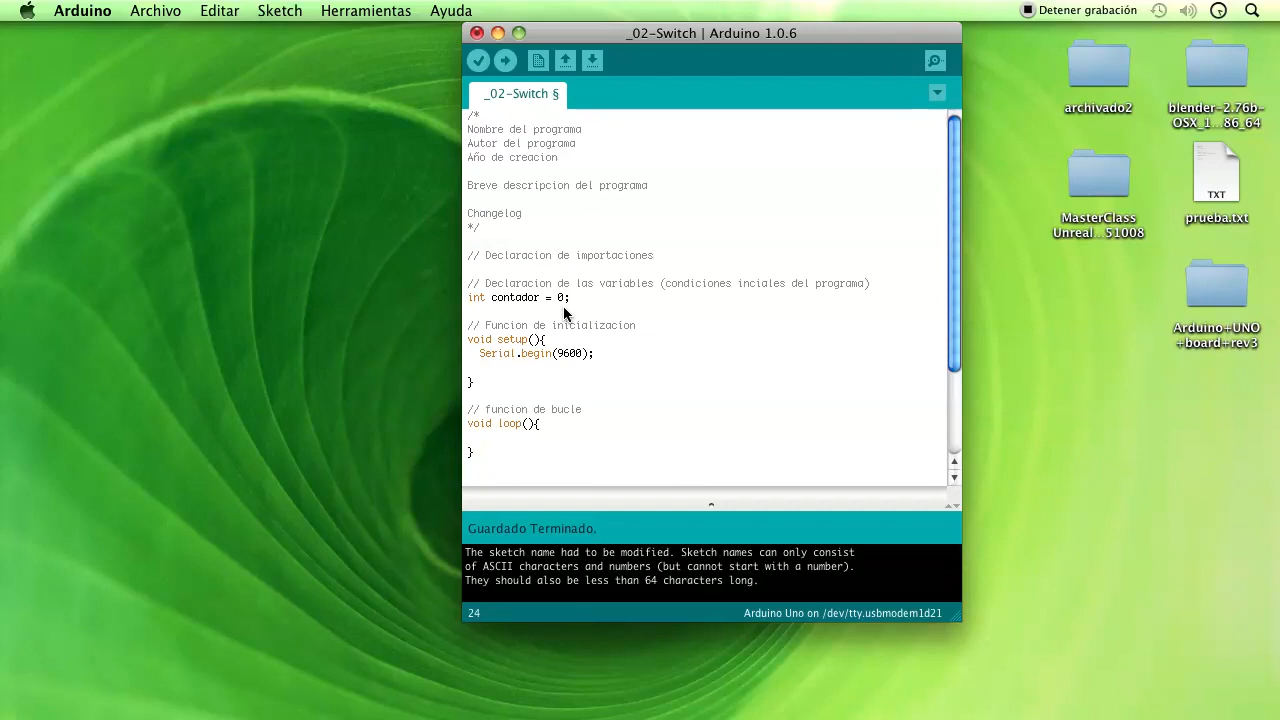 Arduino Archivo Editar Sketch Herramientas Ayuda Detener grabación
_02-Switch | Arduino 1.0.6
_02-Switch §
/*
Nombre del programa
Autor del programa
Año de creacion
Breve descripcion del programa
Changelog
*/
// Declaracion de importaciones
// Declaracion de las variables (condiciones inciales del programa)
int contador = 0;
// Funcion de inicializacion
void setup(){
Serial.begin(9600);
}
// funcion de bucle
void loop(){
}
Guardado Terminado.
The sketch name had to be modified. Sketch names can only consist
of ASCII characters and numbers (but cannot start with a number).
They should also be less than 64 characters long.
24 Arduino Uno on /dev/tty.usbmodem1d21
archivado2
blender-2.76b-
OSX_1...86_64
MasterClass
Unreal...51008
TXT
prueba.txt
Arduino+UNO
+board+rev3